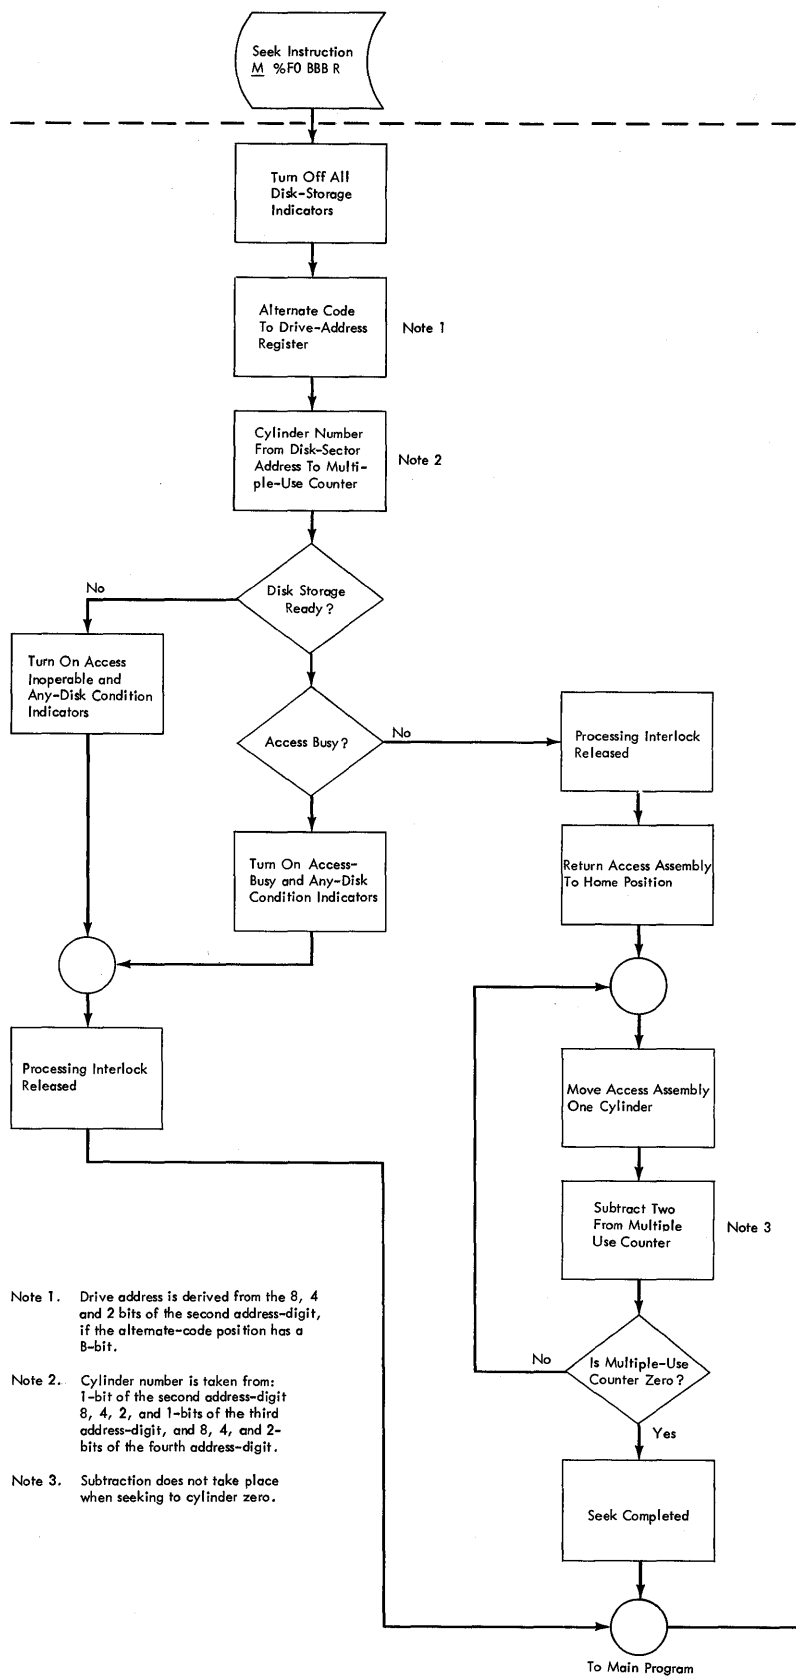 Seek Instruction
M %F0 BBB R
Turn Off All
Disk-Storage
Indicators
Alternate Code
To Drive-Address
Register
Note 1
Cylinder Number
From Disk-Sector
Address To Multi-
ple-Use Counter
Note 2
Disk Storage
Ready?
No
Turn On Access
Inoperable and
Any-Disk Condition
Indicators
Access Busy?
No
Processing Interlock
Released
Turn On Access-
Busy and Any-Disk
Condition Indicators
Return Access Assembly
To Home Position
Processing Interlock
Released
Move Access Assembly
One Cylinder
Subtract Two
From Multiple
Use Counter
Note 3
Is Multiple-Use
Counter Zero?
No
Yes
Seek Completed
To Main Program
Note 1. Drive address is derived from the 8, 4
and 2 bits of the second address-digit,
if the alternate-code position has a
B-bit.
Note 2. Cylinder number is taken from:
1-bit of the second address-digit
8, 4, 2, and 1-bits of the third
address-digit, and 8, 4, and 2-
bits of the fourth address-digit.
Note 3. Subtraction does not take place
when seeking to cylinder zero.